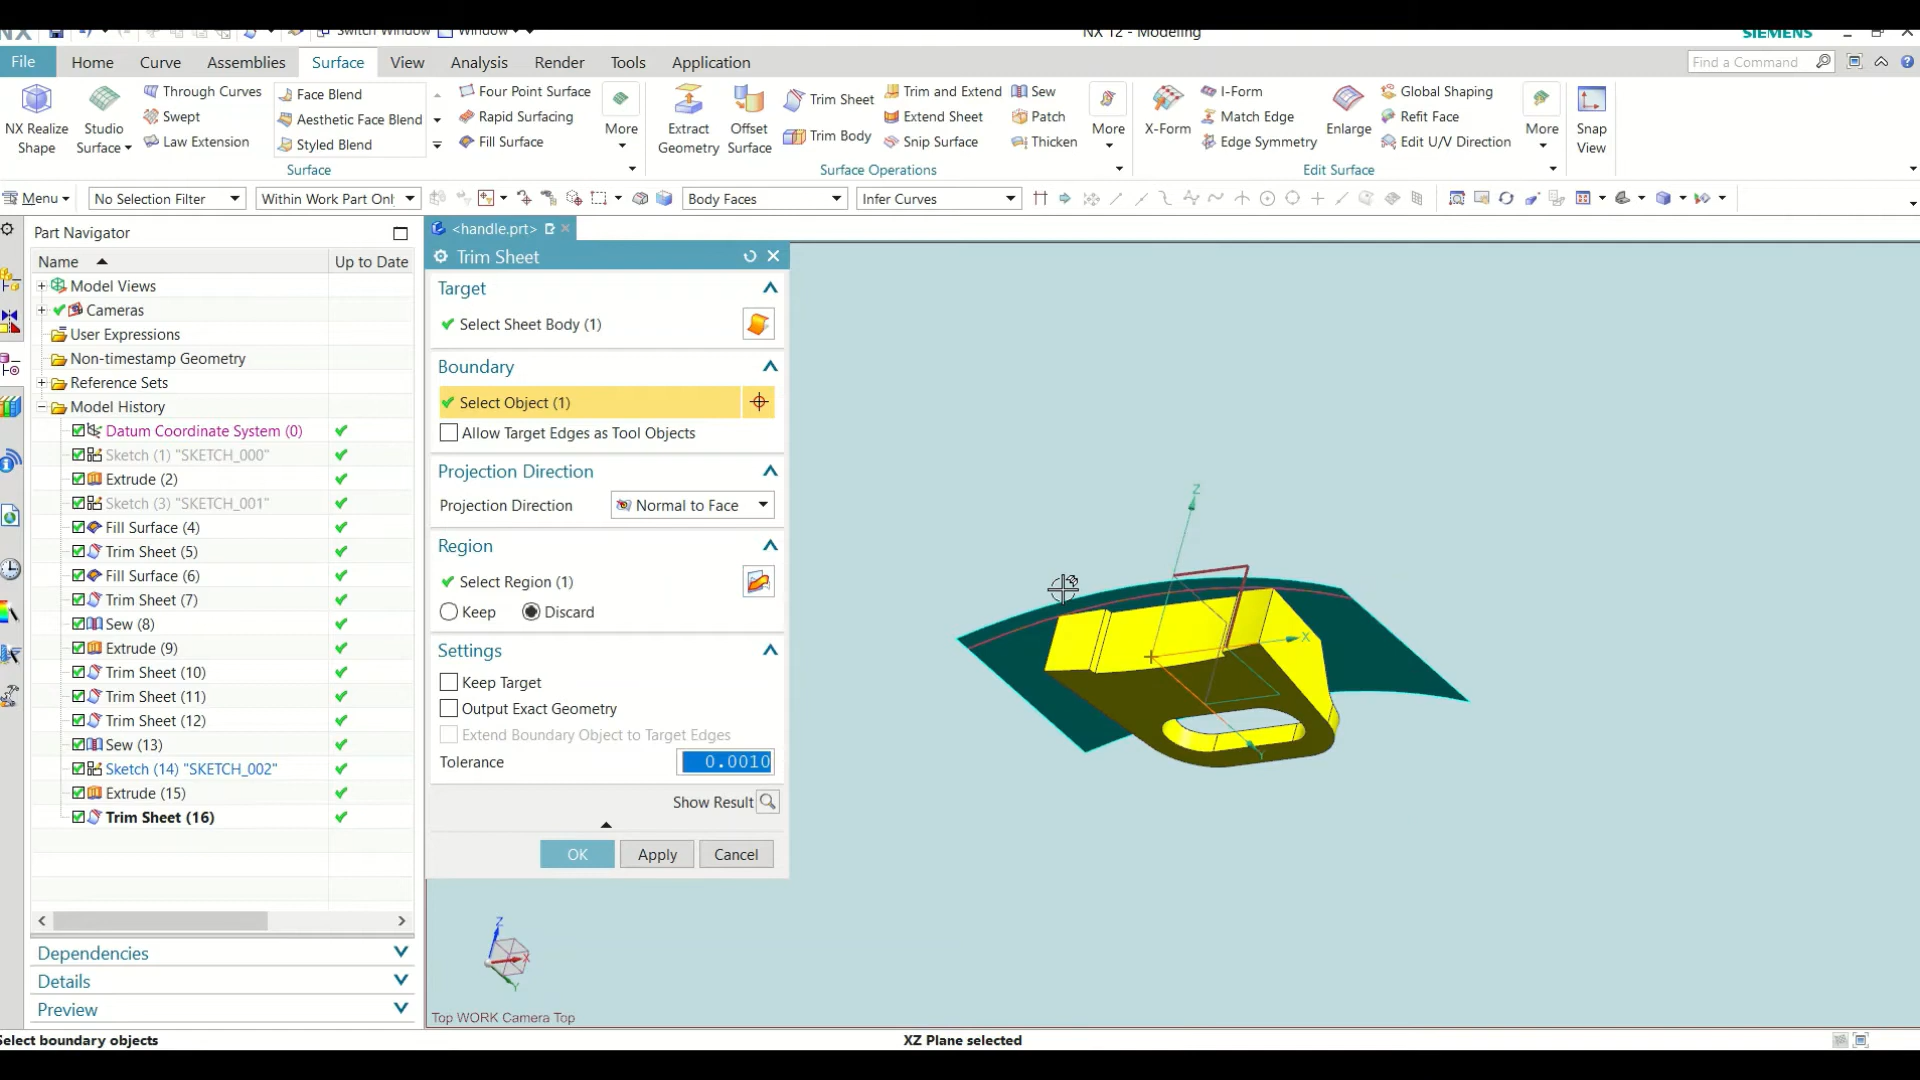 NX
Switch Window
Window
NX 12 - Modeling
SIEMENS
File
Home
Curve
Assemblies
Surface
View
Analysis
Render
Tools
Application
Find a Command
NX Realize
Shape
Studio
Surface
Through Curves
Swept
Law Extension
Face Blend
Aesthetic Face Blend
Styled Blend
Four Point Surface
Rapid Surfacing
Fill Surface
More
Surface
Extract
Geometry
Offset
Surface
Trim Sheet
Trim Body
Trim and Extend
Extend Sheet
Snip Surface
Sew
Patch
Thicken
More
Surface Operations
X-Form
I-Form
Match Edge
Edge Symmetry
Enlarge
Global Shaping
Refit Face
Edit U/V Direction
More
Edit Surface
Snap
View
Menu
No Selection Filter
Within Work Part Onl
Body Faces
Infer Curves
Part Navigator
Name
Up to Date
Model Views
Cameras
User Expressions
Non-timestamp Geometry
Reference Sets
Model History
Datum Coordinate System (0)
Sketch (1) "SKETCH_000"
Extrude (2)
Sketch (3) "SKETCH_001"
Fill Surface (4)
Trim Sheet (5)
Fill Surface (6)
Trim Sheet (7)
Sew (8)
Extrude (9)
Trim Sheet (10)
Trim Sheet (11)
Trim Sheet (12)
Sew (13)
Sketch (14) "SKETCH_002"
Extrude (15)
Trim Sheet (16)
Dependencies
Details
Preview
<handle.prt>
Trim Sheet
Target
Select Sheet Body (1)
Boundary
Select Object (1)
Allow Target Edges as Tool Objects
Projection Direction
Projection Direction
Normal to Face
Region
Select Region (1)
Keep
Discard
Settings
Keep Target
Output Exact Geometry
Extend Boundary Object to Target Edges
Tolerance
0.0010
Show Result
OK
Apply
Cancel
Z
X
Y
Z
X
Y
Top WORK Camera Top
Select boundary objects
XZ Plane selected